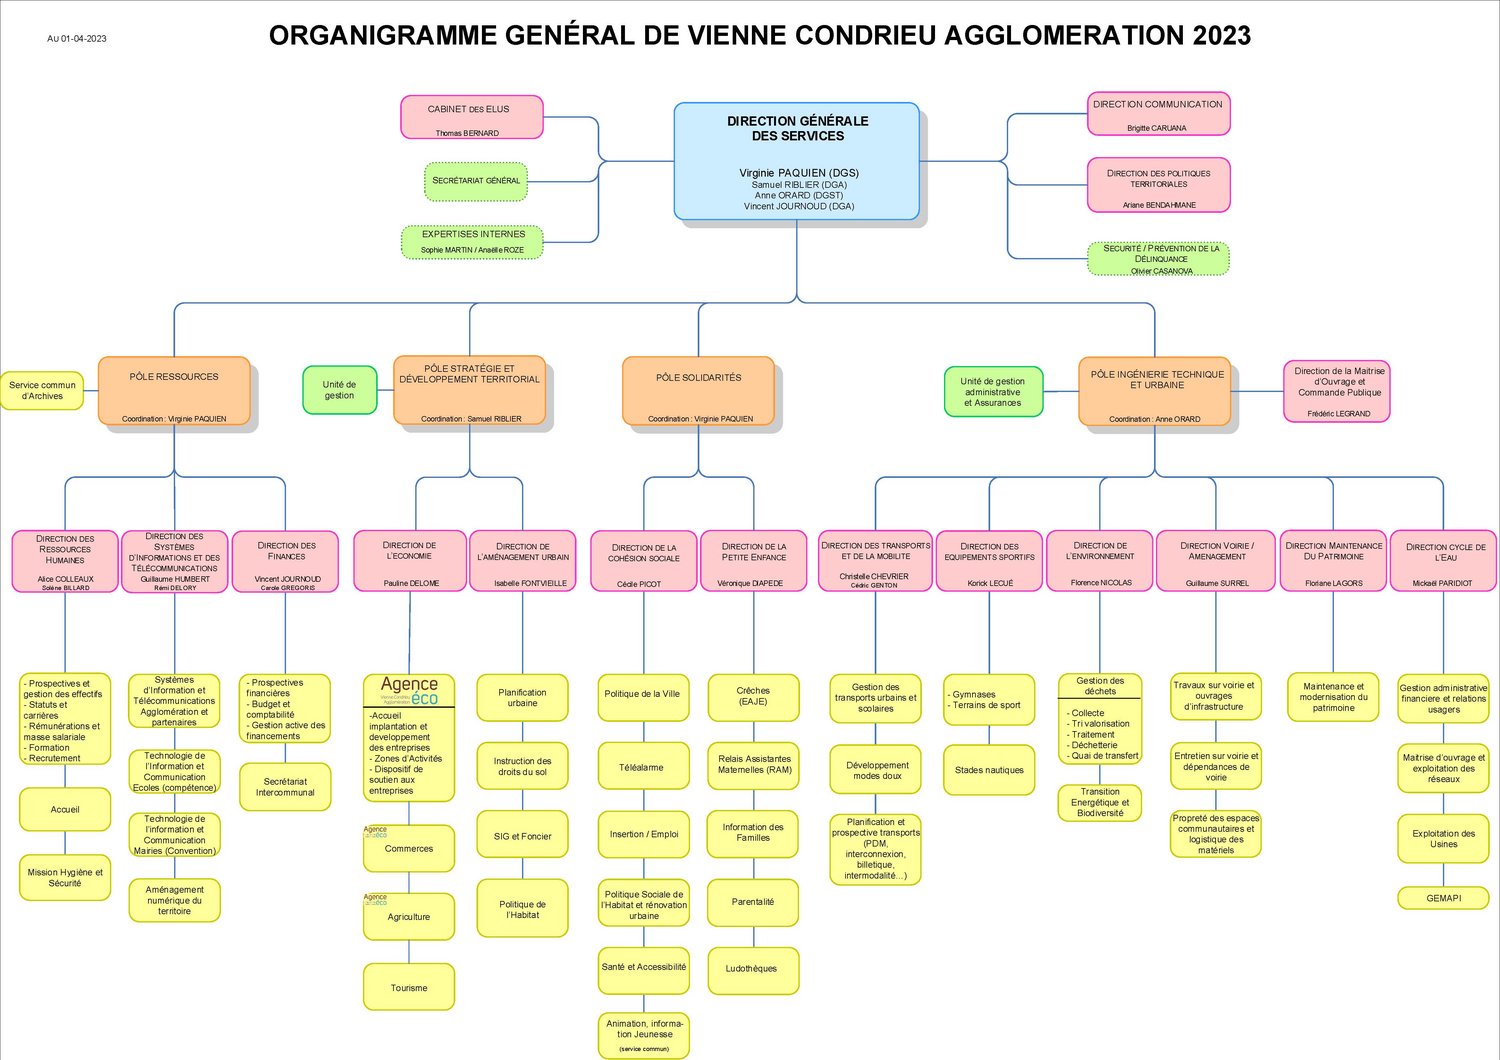 Au 01-04-2023
ORGANIGRAMME GENÉRAL DE VIENNE CONDRIEU AGGLOMERATION 2023
CABINET DES ELUS
Thomas BERNARD
SECRÉTARIAT GÉNÉRAL
EXPERTISES INTERNES
Sophie MARTIN / Anaëlle ROZE
DIRECTION GÉNÉRALE
DES SERVICES
Virginie PAQUIEN (DGS)
Samuel RIBLIER (DGA)
Anne ORARD (DGST)
Vincent JOURNOUD (DGA)
DIRECTION COMMUNICATION
Brigitte CARUANA
DIRECTION DES POLITIQUES
TERRITORIALES
Ariane BENDAHMANE
SECURITÉ / PRÉVENTION DE LA
DÉLINQUANCE
Olivier CASANOVA
Service commun
d'Archives
PÔLE RESSOURCES
Coordination : Virginie PAQUIEN
Unité de
gestion
PÔLE STRATÉGIE ET
DÉVELOPPEMENT TERRITORIAL
Coordination : Samuel RIBLIER
PÔLE SOLIDARITÉS
Coordination : Virginie PAQUIEN
Unité de gestion
administrative
et Assurances
PÔLE INGÉNIERIE TECHNIQUE
ET URBAINE
Coordination : Anne ORARD
Direction de la Maitrise
d'Ouvrage et
Commande Publique
Frédéric LEGRAND
DIRECTION DES
RESSOURCES
HUMAINES
Alice COLLEAUX
Solène BILLARD
DIRECTION DES
SYSTÈMES
D'INFORMATIONS ET DES
TÉLÉCOMMUNICATIONS
Guillaume HUMBERT
Rémi DELORY
DIRECTION DES
FINANCES
Vincent JOURNOUD
Carole GREGORIS
DIRECTION DE
L'ECONOMIE
Pauline DELOME
DIRECTION DE
L'AMÉNAGEMENT URBAIN
Isabelle FONTVIEILLE
DIRECTION DE LA
COHÉSION SOCIALE
Cécile PICOT
DIRECTION DE LA
PETITE ENFANCE
Véronique DIAPEDE
DIRECTION DES TRANSPORTS
ET DE LA MOBILITE
Christelle CHEVRIER
Cédric GENTON
DIRECTION DES
EQUIPEMENTS SPORTIFS
Korick LECUÉ
DIRECTION DE
L'ENVIRONNEMENT
Florence NICOLAS
DIRECTION VOIRIE /
AMENAGEMENT
Guillaume SURREL
DIRECTION MAINTENANCE
DU PATRIMOINE
Floriane LAGORS
DIRECTION CYCLE DE
L'EAU
Mickaël PARIDIOT
- Prospectives et
gestion des effectifs
- Statuts et
carrières
- Rémunérations et
masse salariale
- Formation
- Recrutement
Accueil
Mission Hygiène et
Sécurité
Systèmes
d'Information et
Télécommunications
Agglomération et
partenaires
Technologie de
l'Information et
Communication
Ecoles (compétence)
Technologie de
l'information et
Communication
Mairies (Convention)
Aménagement
numérique du
territoire
- Prospectives
financières
- Budget et
comptabilité
- Gestion active des
financements
Secrétariat
Intercommunal
Agence
Vienne Condrieu
Agglomération
éco
-Accueil
implantation et
developpement
des entreprises
- Zones d'Activités
- Dispositif de
soutien aux
entreprises
Agence
éco
Commerces
Agence
éco
Agriculture
Tourisme
Planification
urbaine
Instruction des
droits du sol
SIG et Foncier
Politique de
l'Habitat
Politique de la Ville
Téléalarme
Insertion / Emploi
Politique Sociale de
l'Habitat et rénovation
urbaine
Santé et Accessibilité
Animation, informa-
tion Jeunesse
(service commun)
Crêches
(EAJE)
Relais Assistantes
Maternelles (RAM)
Information des
Familles
Parentalité
Ludothèques
Gestion des
transports urbains et
scolaires
Développement
modes doux
Planification et
prospective transports
(PDM,
interconnexion,
billetique,
intermodalité...)
- Gymnases
- Terrains de sport
Stades nautiques
Gestion des
déchets
- Collecte
- Tri valorisation
- Traitement
- Déchetterie
- Quai de transfert
Transition
Energétique et
Biodiversité
Travaux sur voirie et
ouvrages
d'infrastructure
Entretien sur voirie et
dépendances de
voirie
Propreté des espaces
communautaires et
logistique des
matériels
Maintenance et
modernisation du
patrimoine
Gestion administrative
financiere et relations
usagers
Maitrise d'ouvrage et
exploitation des
réseaux
Exploitation des
Usines
GEMAPI